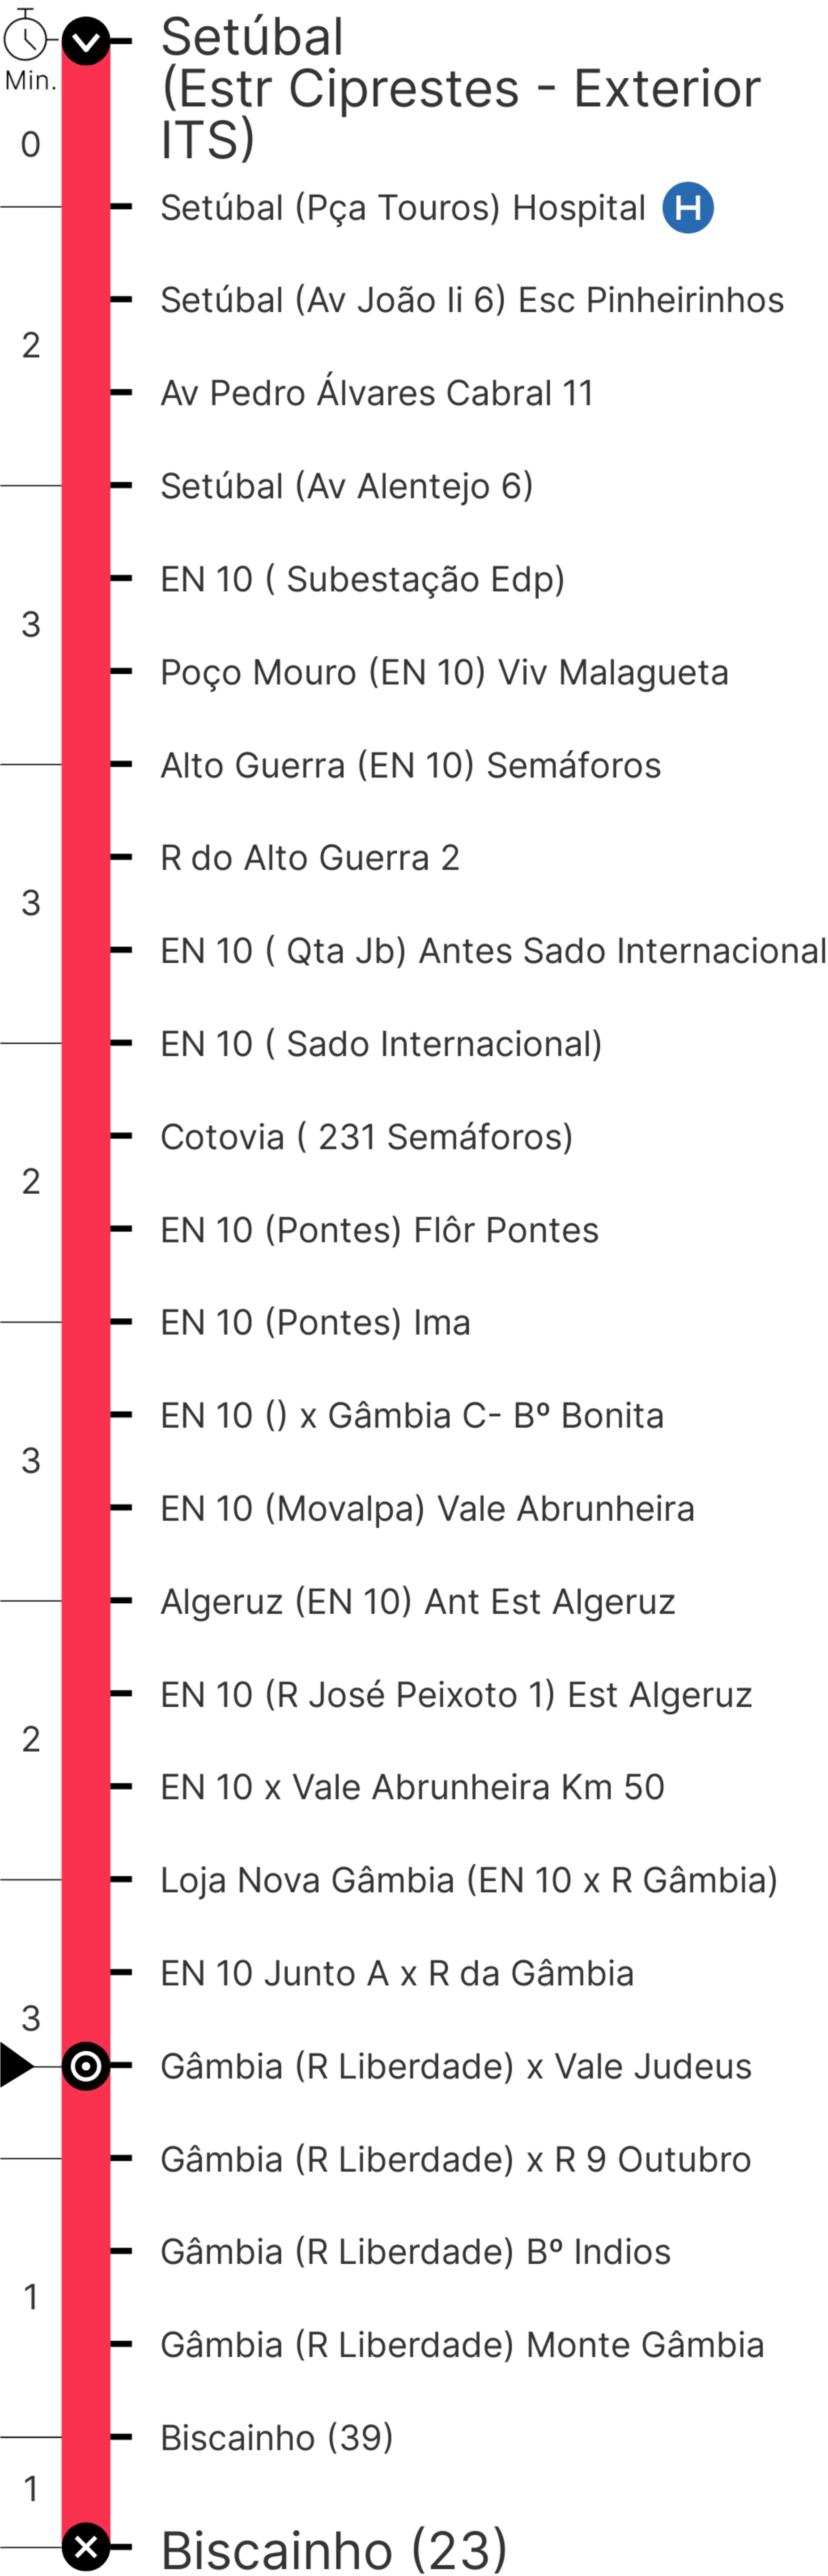 Min.
Setúbal
(Estr Ciprestes - Exterior
ITS)
0
Setúbal (Pça Touros) Hospital H
Setúbal (Av João Ii 6) Esc Pinheirinhos
2
Av Pedro Álvares Cabral 11
Setúbal (Av Alentejo 6)
EN 10 ( Subestação Edp)
3
Poço Mouro (EN 10) Viv Malagueta
Alto Guerra (EN 10) Semáforos
R do Alto Guerra 2
3
EN 10 ( Qta Jb) Antes Sado Internacional
EN 10 ( Sado Internacional)
Cotovia ( 231 Semáforos)
2
EN 10 (Pontes) Flôr Pontes
EN 10 (Pontes) Ima
EN 10 () x Gâmbia C- Bº Bonita
3
EN 10 (Movalpa) Vale Abrunheira
Algeruz (EN 10) Ant Est Algeruz
EN 10 (R José Peixoto 1) Est Algeruz
2
EN 10 x Vale Abrunheira Km 50
Loja Nova Gâmbia (EN 10 x R Gâmbia)
EN 10 Junto A x R da Gâmbia
3
Gâmbia (R Liberdade) x Vale Judeus
Gâmbia (R Liberdade) x R 9 Outubro
Gâmbia (R Liberdade) Bº Indios
1
Gâmbia (R Liberdade) Monte Gâmbia
Biscainho (39)
1
Biscainho (23)